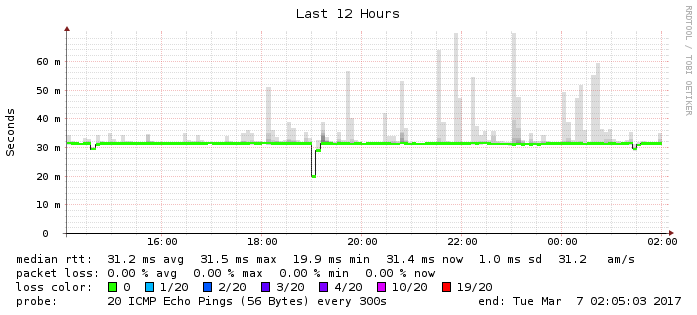 Last 12 Hours
RRDTOOL / TOBI OETIKER
Seconds
60 m
50 m
40 m
30 m
20 m
10 m
0
16:00 18:00 20:00 22:00 00:00 02:00
median rtt: 31.2 ms avg 31.5 ms max 19.9 ms min 31.4 ms now 1.0 ms sd 31.2 am/s
packet loss: 0.00 % avg 0.00 % max 0.00 % min 0.00 % now
loss color: 0 1/20 2/20 3/20 4/20 10/20 19/20
probe: 20 ICMP Echo Pings (56 Bytes) every 300s end: Tue Mar 7 02:05:03 2017